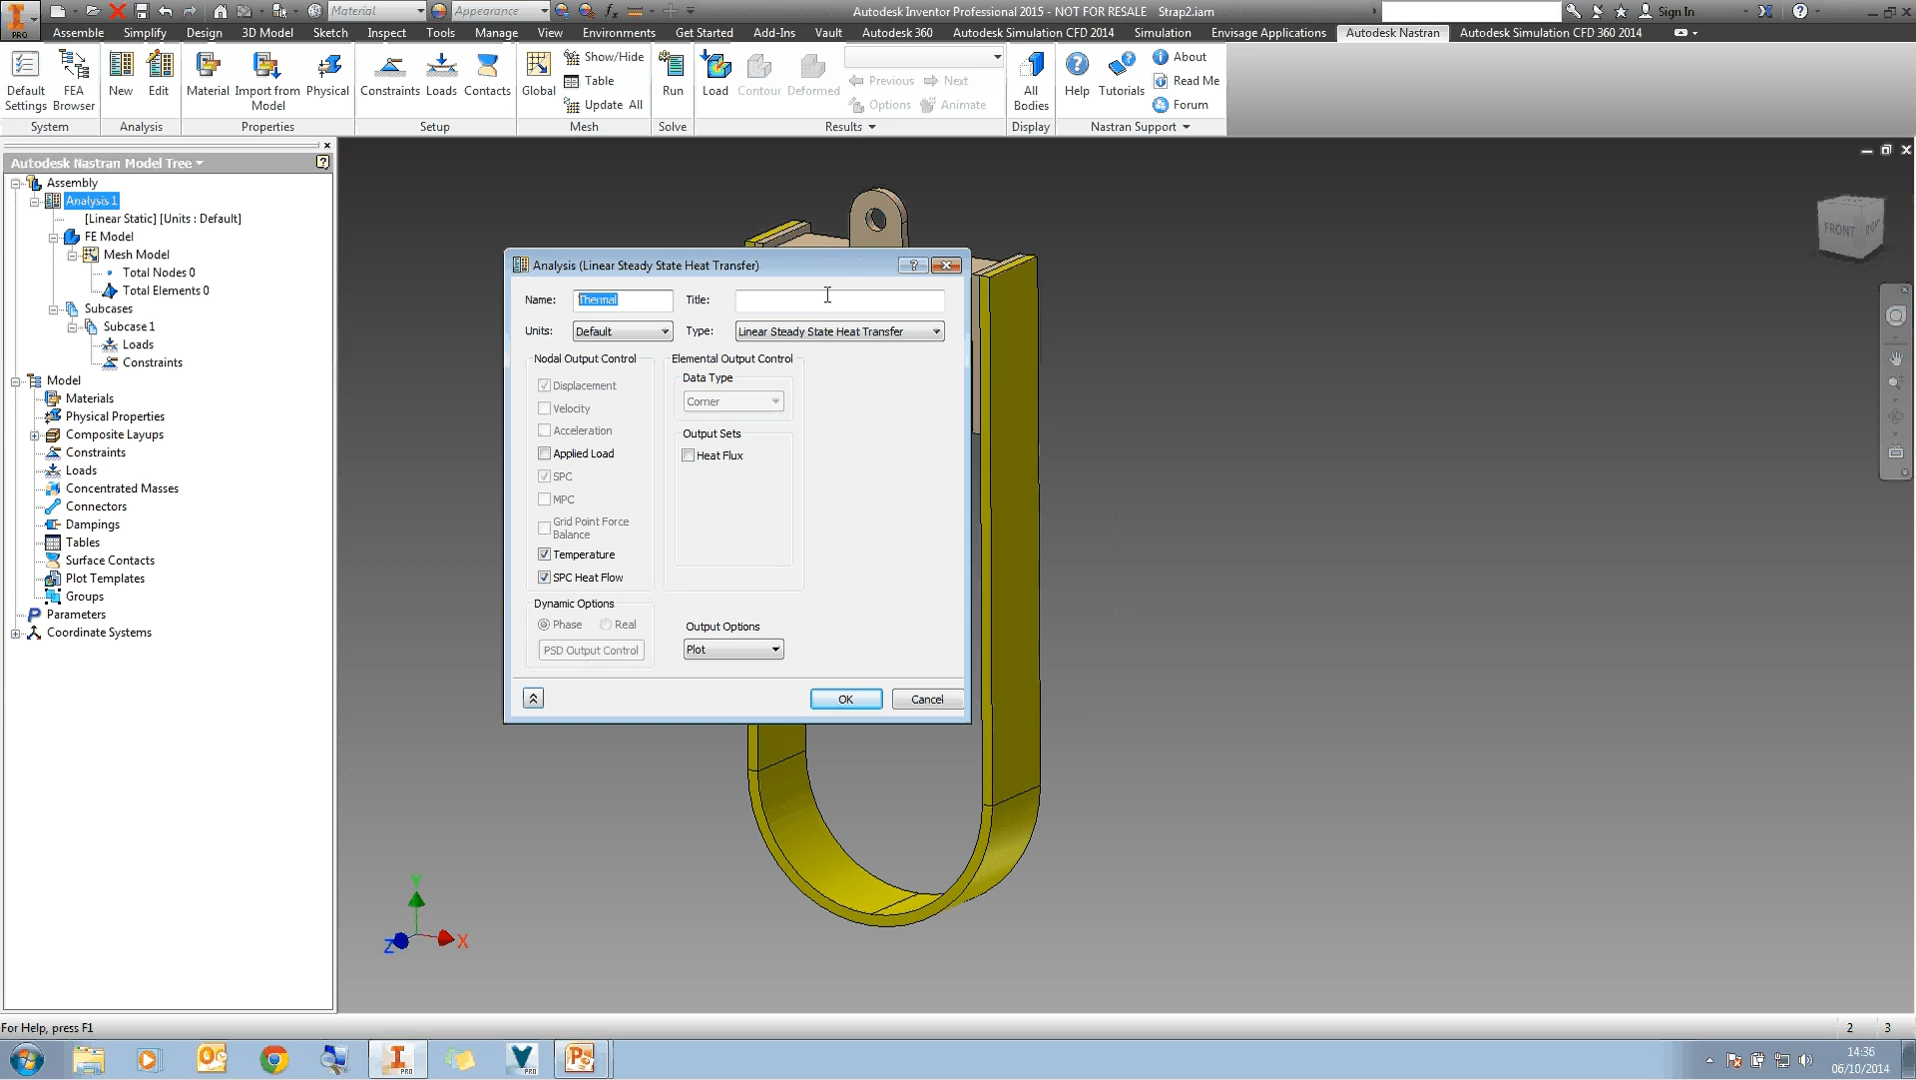 Material
Appearance
Autodesk Inventor Professional 2015 - NOT FOR RESALE Strap2.iam
Sign In
PRO
Assemble Simplify Design 3D Model Sketch Inspect Tools Manage View Environments Get Started Add-Ins Vault Autodesk 360 Autodesk Simulation CFD 2014 Simulation Envisage Applications Autodesk Nastran Autodesk Simulation CFD 360 2014
Default Settings
FEA Browser
System
New
Edit
Analysis
Material
Import from Model
Physical
Properties
Constraints
Loads
Contacts
Setup
Global
Show/Hide
Table
Update All
Mesh
Run
Solve
Load
Contour
Deformed
Previous
Next
Options
Animate
Results
All Bodies
Display
Help
Tutorials
About
Read Me
Forum
Nastran Support
Autodesk Nastran Model Tree
Assembly
Analysis 1
[Linear Static] [Units : Default]
FE Model
Mesh Model
Total Nodes 0
Total Elements 0
Subcases
Subcase 1
Loads
Constraints
Model
Materials
Physical Properties
Composite Layups
Constraints
Loads
Concentrated Masses
Connectors
Dampings
Tables
Surface Contacts
Plot Templates
Groups
Parameters
Coordinate Systems
Analysis (Linear Steady State Heat Transfer)
Name: Thermal Title:
Units: Default Type: Linear Steady State Heat Transfer
Nodal Output Control
Displacement
Velocity
Acceleration
Applied Load
SPC
MPC
Grid Point Force
Balance
Temperature
SPC Heat Flow
Elemental Output Control
Data Type
Corner
Output Sets
Heat Flux
Dynamic Options
Phase Real
PSD Output Control
Output Options
Plot
OK Cancel
FRONT
Y
Z
X
For Help, press F1
2 3
PRO
PRO
14:36
06/10/2014